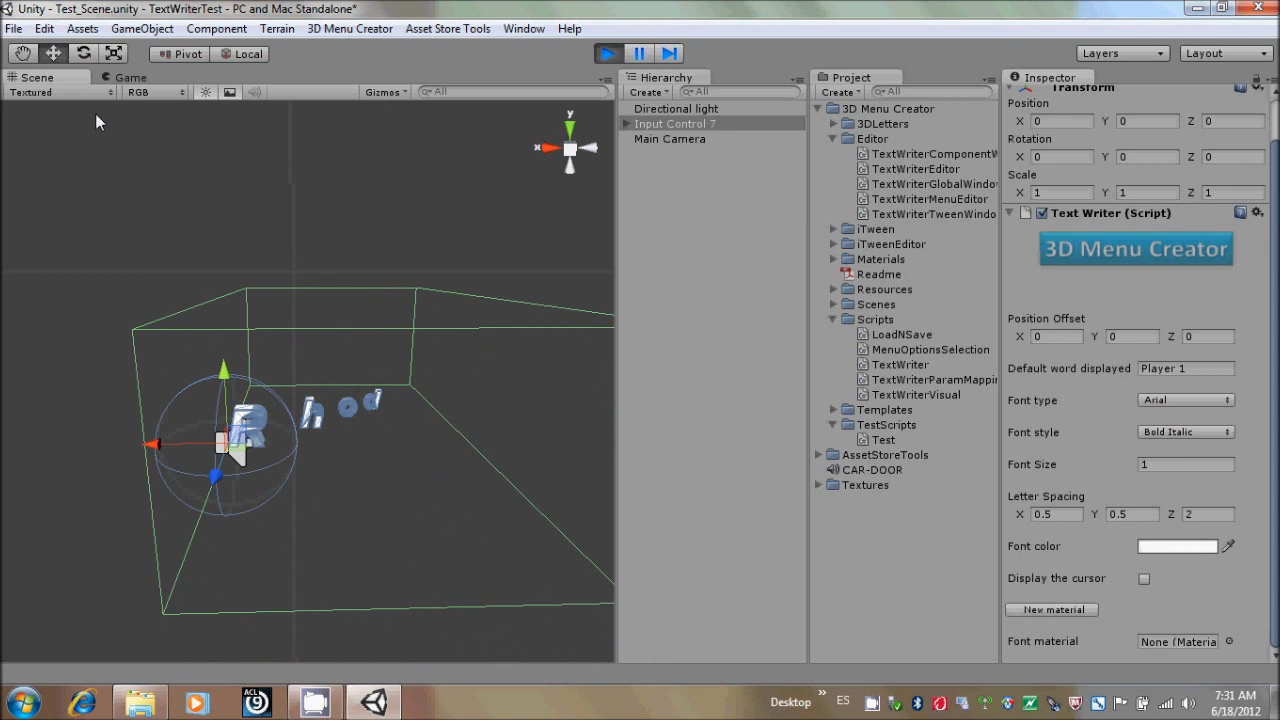 Unity - Test_Scene.unity - TextWriterTest - PC and Mac Standalone*
File Edit Assets GameObject Component Terrain 3D Menu Creator Asset Store Tools Window Help
Pivot Local Layers Layout
Scene Game
Textured RGB Gizmos All
x y
R h o d
Hierarchy
Create All
Directional light
Input Control 7
Main Camera
Project
Create All
3D Menu Creator
3DLetters
Editor
TextWriterComponentW
TextWriterEditor
TextWriterGlobalWindo
TextWriterMenuEditor
TextWriterTweenWindo
iTween
iTweenEditor
Materials
Readme
Resources
Scenes
Scripts
LoadNSave
MenuOptionsSelection
TextWriter
TextWriterParamMappi
TextWriterVisual
Templates
TestScripts
Test
AssetStoreTools
CAR-DOOR
Textures
Inspector
Transform
Position
X 0 Y 0 Z 0
Rotation
X 0 Y 0 Z 0
Scale
X 1 Y 1 Z 1
Text Writer (Script)
3D Menu Creator
Position Offset
X 0 Y 0 Z 0
Default word displayed Player 1
Font type Arial
Font style Bold Italic
Font Size 1
Letter Spacing
X 0.5 Y 0.5 Z 2
Font color
Display the cursor
New material
Font material None (Materia
ACL 9
Desktop » ES
7:31 AM
6/18/2012